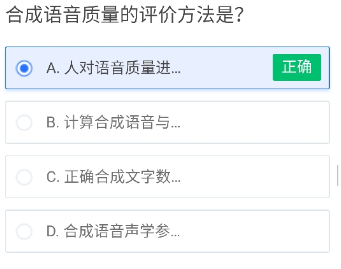 合成语音质量的评价方法是?
A. 人对语音质量进... 正确
B. 计算合成语音与...
C. 正确合成文字数...
D. 合成语音声学参...